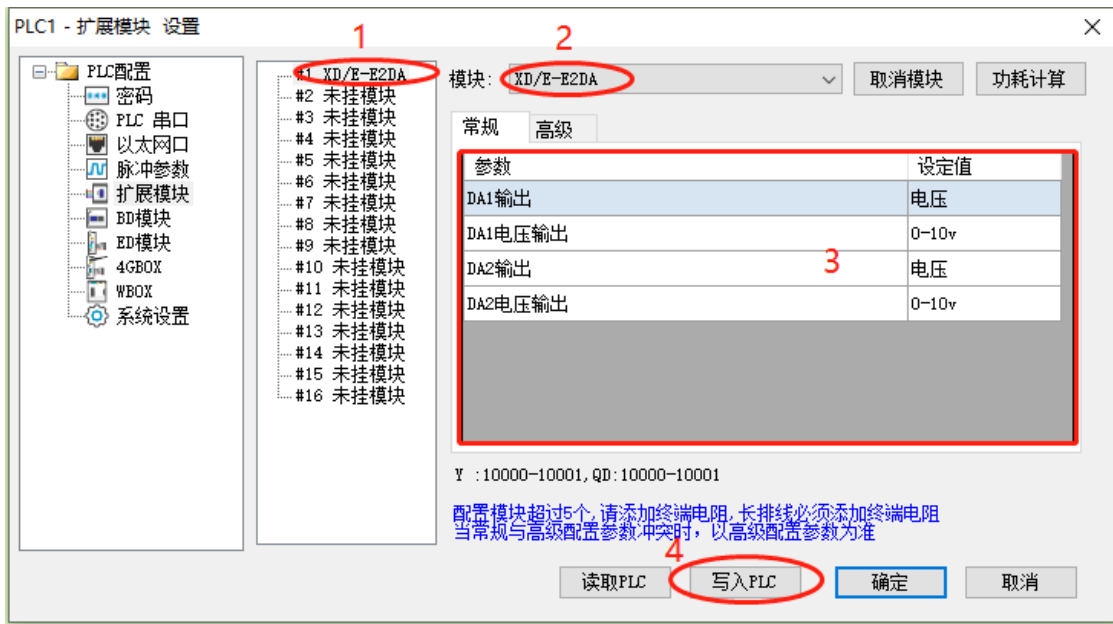 PLC1 - 扩展模块 设置
1
2
3
4
PLC配置
密码
PLC 串口
以太网口
脉冲参数
扩展模块
BD模块
ED模块
4GBOX
WBOX
系统设置
#1 XD/E-E2DA
#2 未挂模块
#3 未挂模块
#4 未挂模块
#5 未挂模块
#6 未挂模块
#7 未挂模块
#8 未挂模块
#9 未挂模块
#10 未挂模块
#11 未挂模块
#12 未挂模块
#13 未挂模块
#14 未挂模块
#15 未挂模块
#16 未挂模块
模块: XD/E-E2DA 取消模块 功耗计算
常规 高级
参数 设定值
DA1输出 电压
DA1电压输出 0-10v
DA2输出 电压
DA2电压输出 0-10v
Y :10000-10001,QD:10000-10001
配置模块超过5个,请添加终端电阻,长排线必须添加终端电阻
当常规与高级配置参数冲突时，以高级配置参数为准
读取PLC 写入PLC 确定 取消